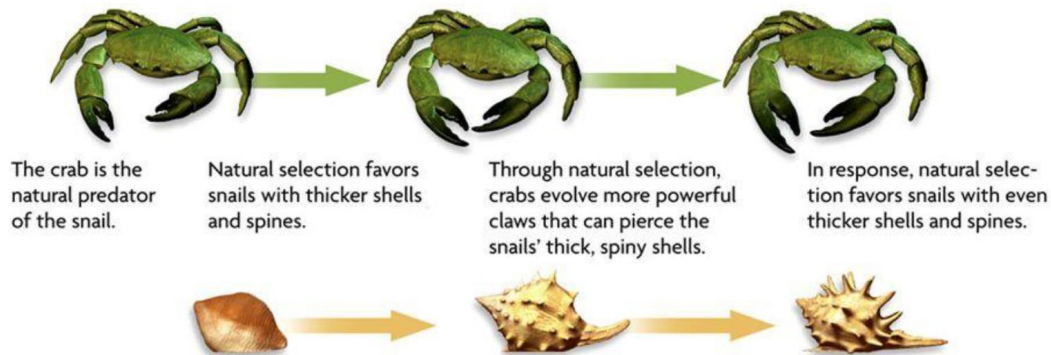 The crab is the
natural predator
of the snail.
Natural selection favors
snails with thicker shells
and spines.
Through natural selection,
crabs evolve more powerful
claws that can pierce the
snails’ thick, spiny shells.
In response, natural selec-
tion favors snails with even
thicker shells and spines.